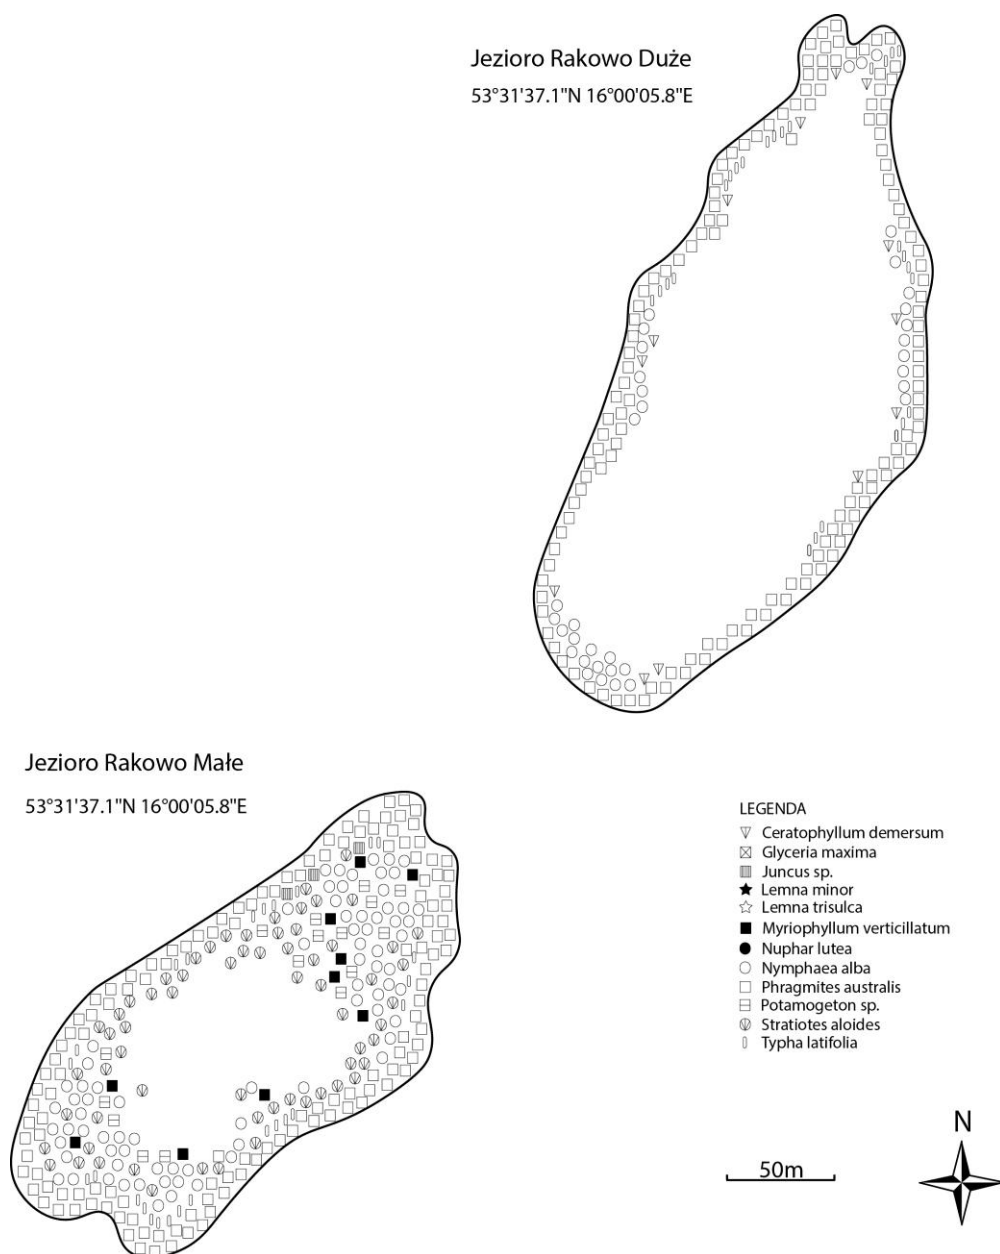 Jezioro Rakowo Duże
53°31'37.1"N 16°00'05.8"E
Jezioro Rakowo Małe
53°31'37.1"N 16°00'05.8"E
LEGENDA
Ceratophyllum demersum
Glyceria maxima
Juncus sp.
Lemna minor
Lemna trisulca
Myriophyllum verticillatum
Nuphar lutea
Nymphaea alba
Phragmites australis
Potamogeton sp.
Stratiotes aloides
Typha latifolia
50m
N